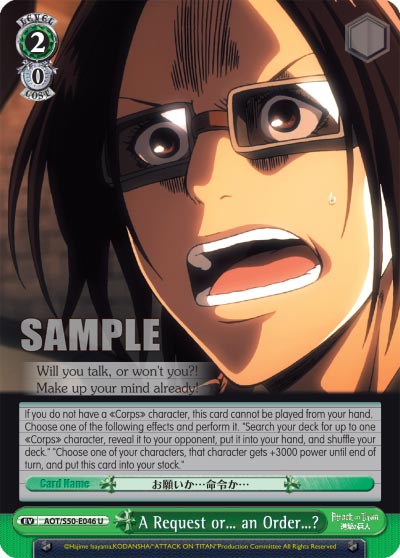 LEVEL
2
0
COST
SAMPLE
Will you talk, or won't you?!
Make up your mind already!
If you do not have a «Corps» character, this card cannot be played from your hand.
Choose one of the following effects and perform it. "Search your deck for up to one
«Corps» character, reveal it to your opponent, put it into your hand, and shuffle your
deck." "Choose one of your characters, that character gets +3000 power until end of
turn, and put this card into your stock."
Card Name お願いか…命令か…
EV AOT/S50-E046 U A Request or... an Order...?
Attack on Titan
進撃の巨人
©Hajime Isayama,KODANSHA/"ATTACK ON TITAN"Production Committee All Rights Reserved